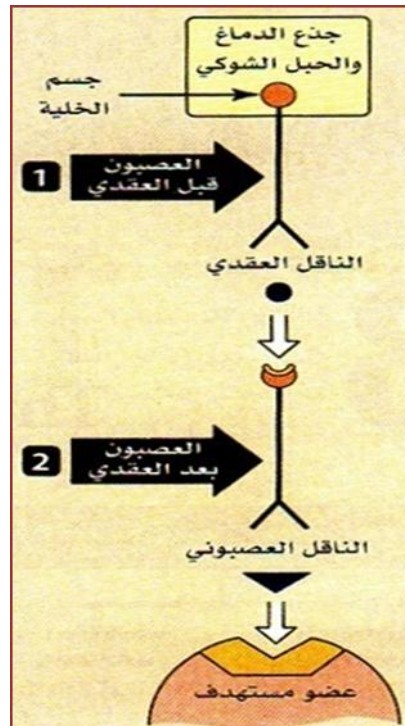 جذع الدماغ
والحبل الشوكي
جسم
الخلية
العصبون
قبل العقدي
1
الناقل العقدي
العصبون
بعد العقدي
2
الناقل العصبوني
عضو مستهدف